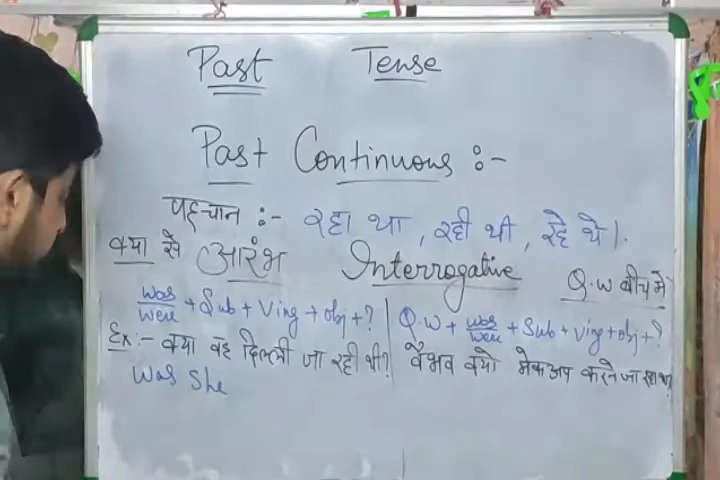 Past Tense
Past Continuous :-
पहचान :- रहा था, रही थी, रहे थे।
क्या से आरंभ Interrogative Q.W बीच में
was/were + Sub + Ving + obj + ? | Q.W + was/were + Sub + Ving + obj + ?
Ex:- क्या वह दिल्ली जा रही थी? | वैभव क्यों मेकअप करने जा रहा था
Was She